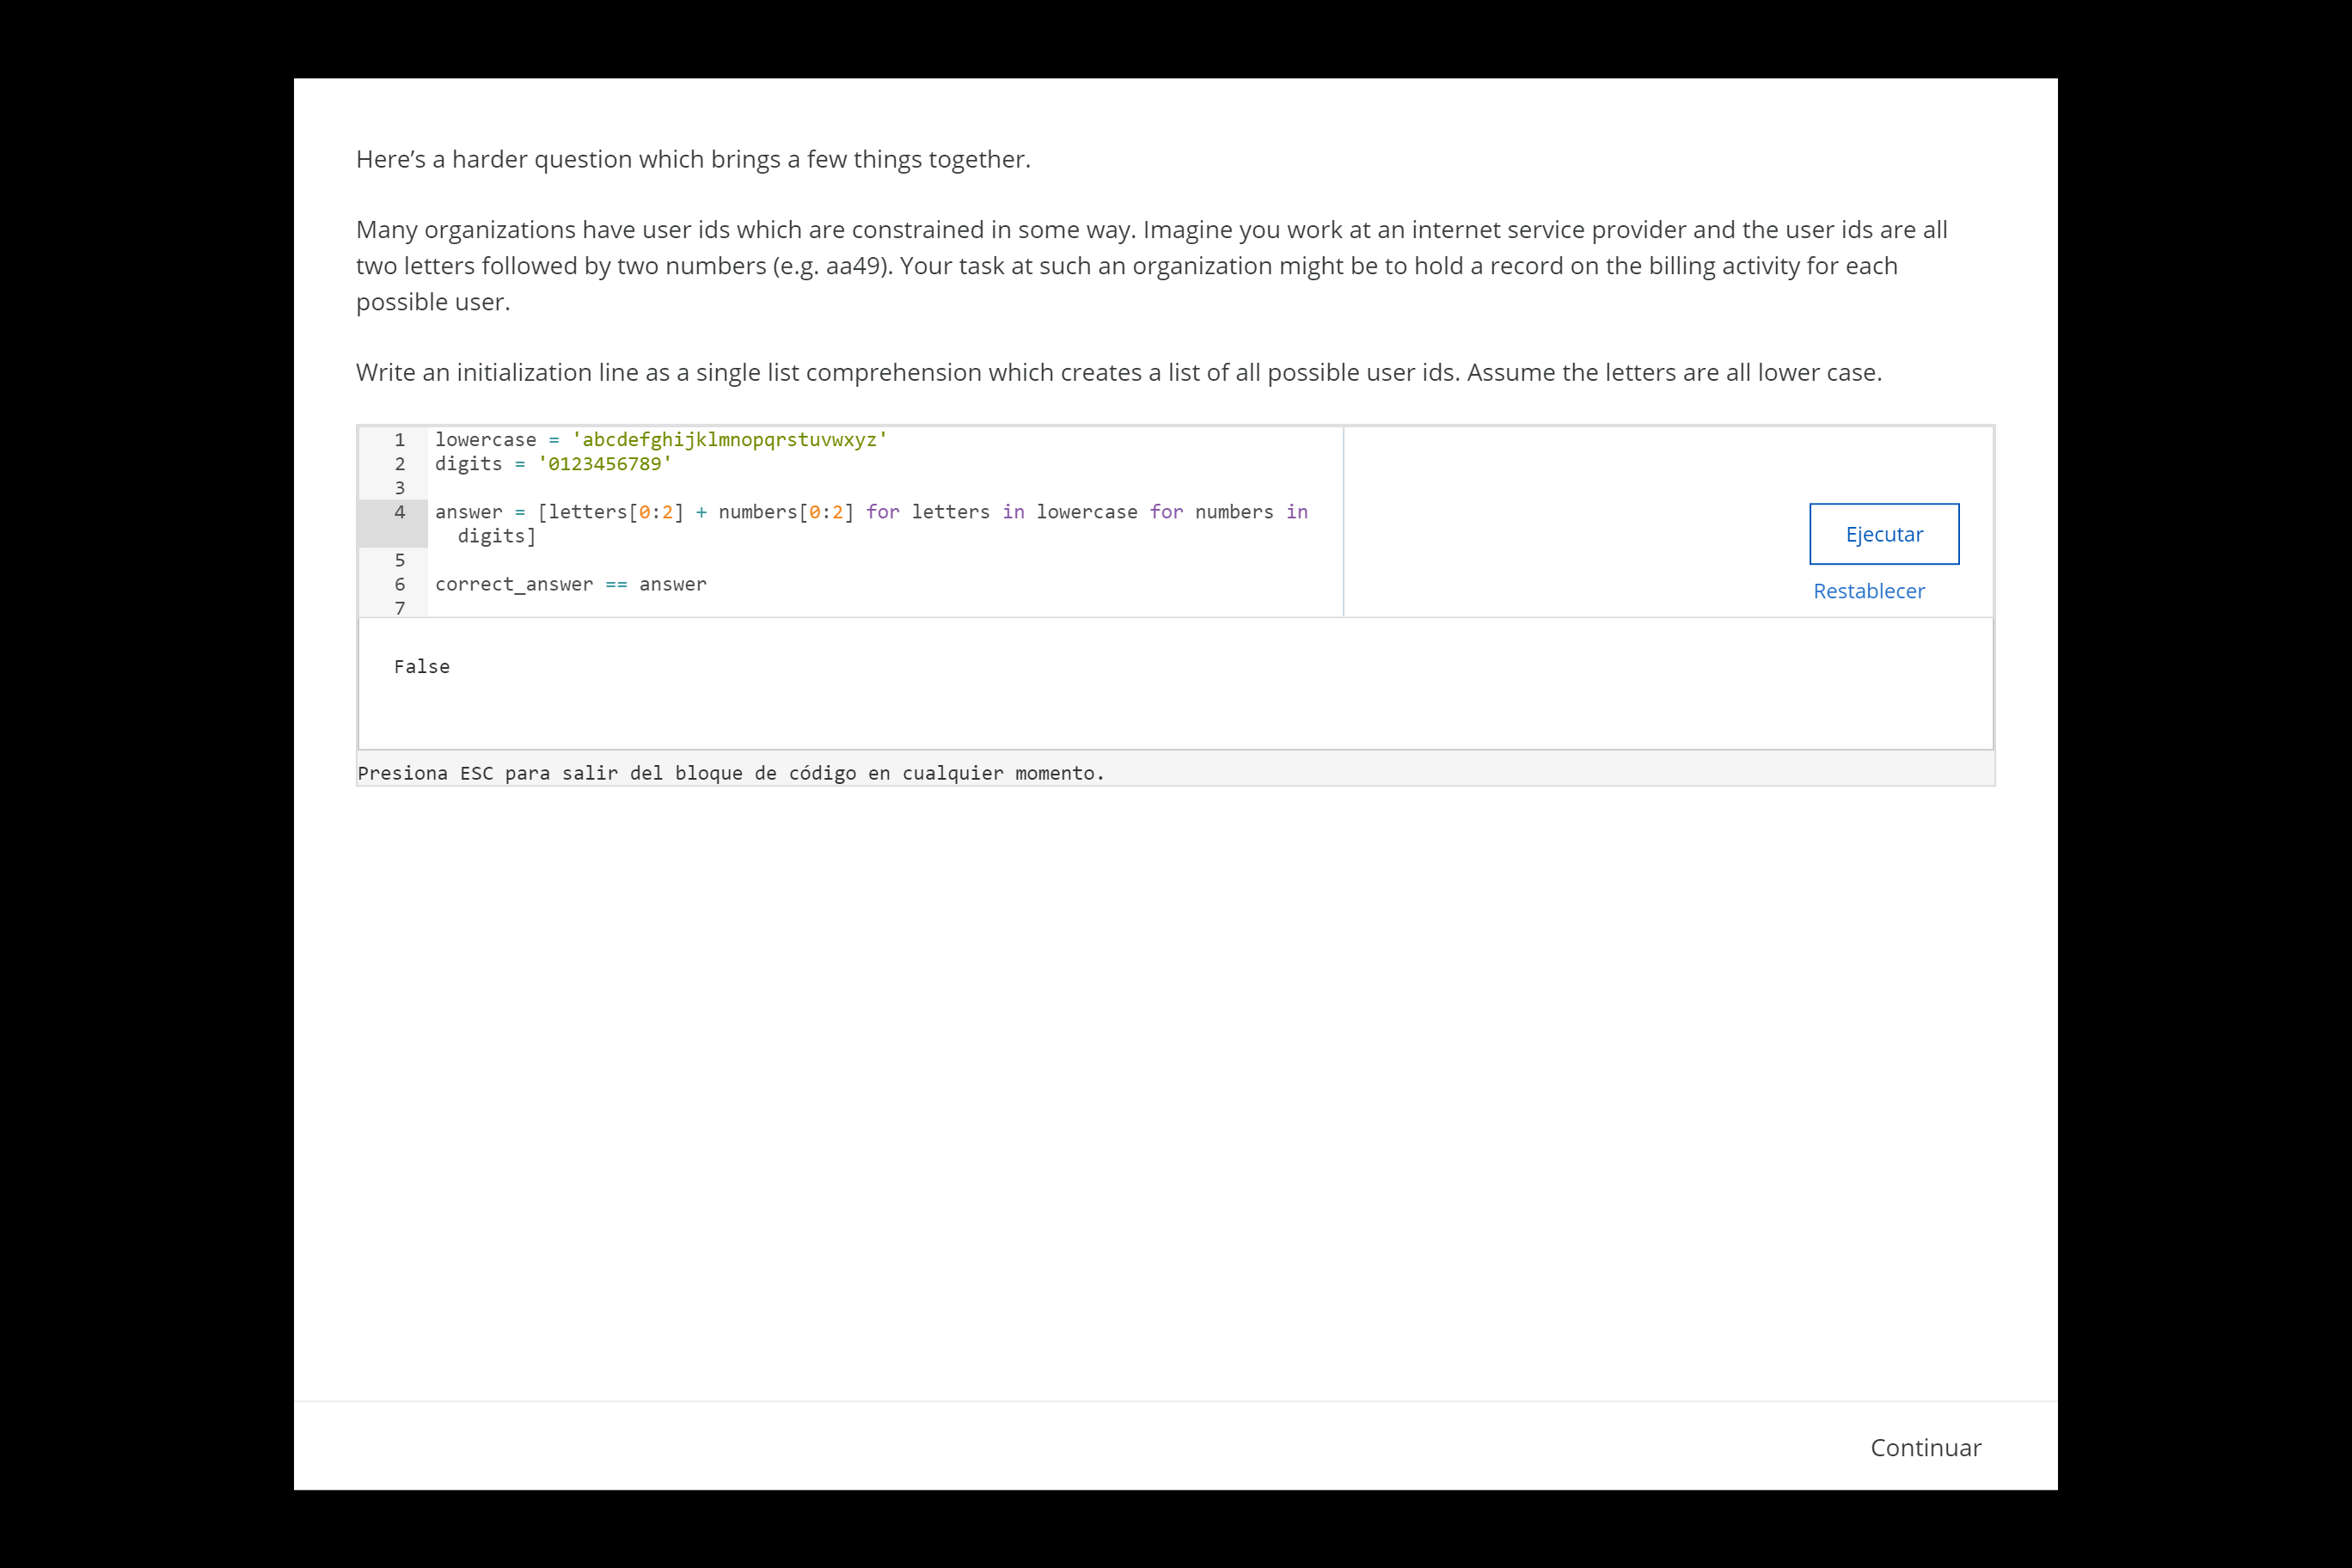 Here’s a harder question which brings a few things together.
Many organizations have user ids which are constrained in some way. Imagine you work at an internet service provider and the user ids are all
two letters followed by two numbers (e.g. aa49). Your task at such an organization might be to hold a record on the billing activity for each
possible user.
Write an initialization line as a single list comprehension which creates a list of all possible user ids. Assume the letters are all lower case.
1 lowercase = 'abcdefghijklmnopqrstuvwxyz'
2 digits = '0123456789'
3
4 answer = [letters[0:2] + numbers[0:2] for letters in lowercase for numbers in
digits]
5
6 correct_answer == answer
7
Ejecutar
Restablecer
False
Presiona ESC para salir del bloque de código en cualquier momento.
Continuar